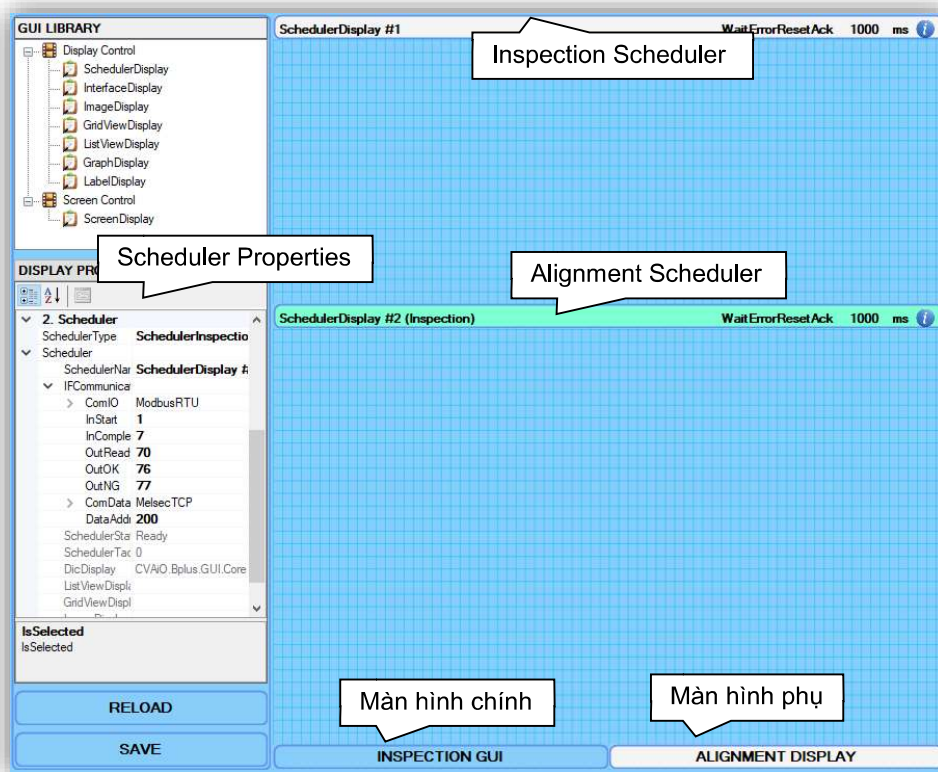 GUI LIBRARY
Display Control
SchedulerDisplay
InterfaceDisplay
ImageDisplay
GridViewDisplay
ListViewDisplay
GraphDisplay
LabelDisplay
Screen Control
ScreenDisplay
Scheduler Properties
DISPLAY PRO
2. Scheduler
SchedulerType SchedulerInspectio
Scheduler
SchedulerNar SchedulerDisplay #
IFCommunica
ComIO ModbusRTU
InStart 1
InComple 7
OutRead 70
OutOK 76
OutNG 77
ComData MelsecTCP
DataAddr 200
SchedulerSta Ready
SchedulerTac 0
DicDisplay CVAiO.Bplus.GUI.Core
ListViewDispla
GridViewDispl
IsSelected
IsSelected
RELOAD
SAVE
SchedulerDisplay #1 WaitErrorResetAck 1000 ms
Inspection Scheduler
Alignment Scheduler
SchedulerDisplay #2 (Inspection) WaitErrorResetAck 1000 ms
Màn hình chính
Màn hình phụ
INSPECTION GUI
ALIGNMENT DISPLAY